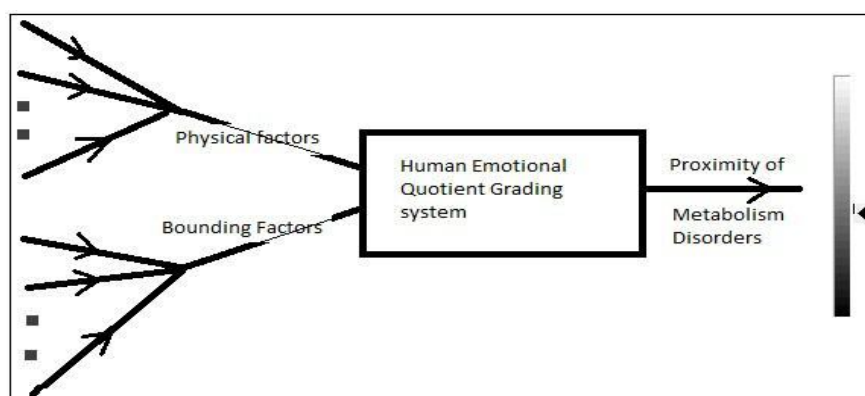 Physical factors
Bounding Factors
Human Emotional
Quotient Grading
system
Proximity of
Metabolism
Disorders